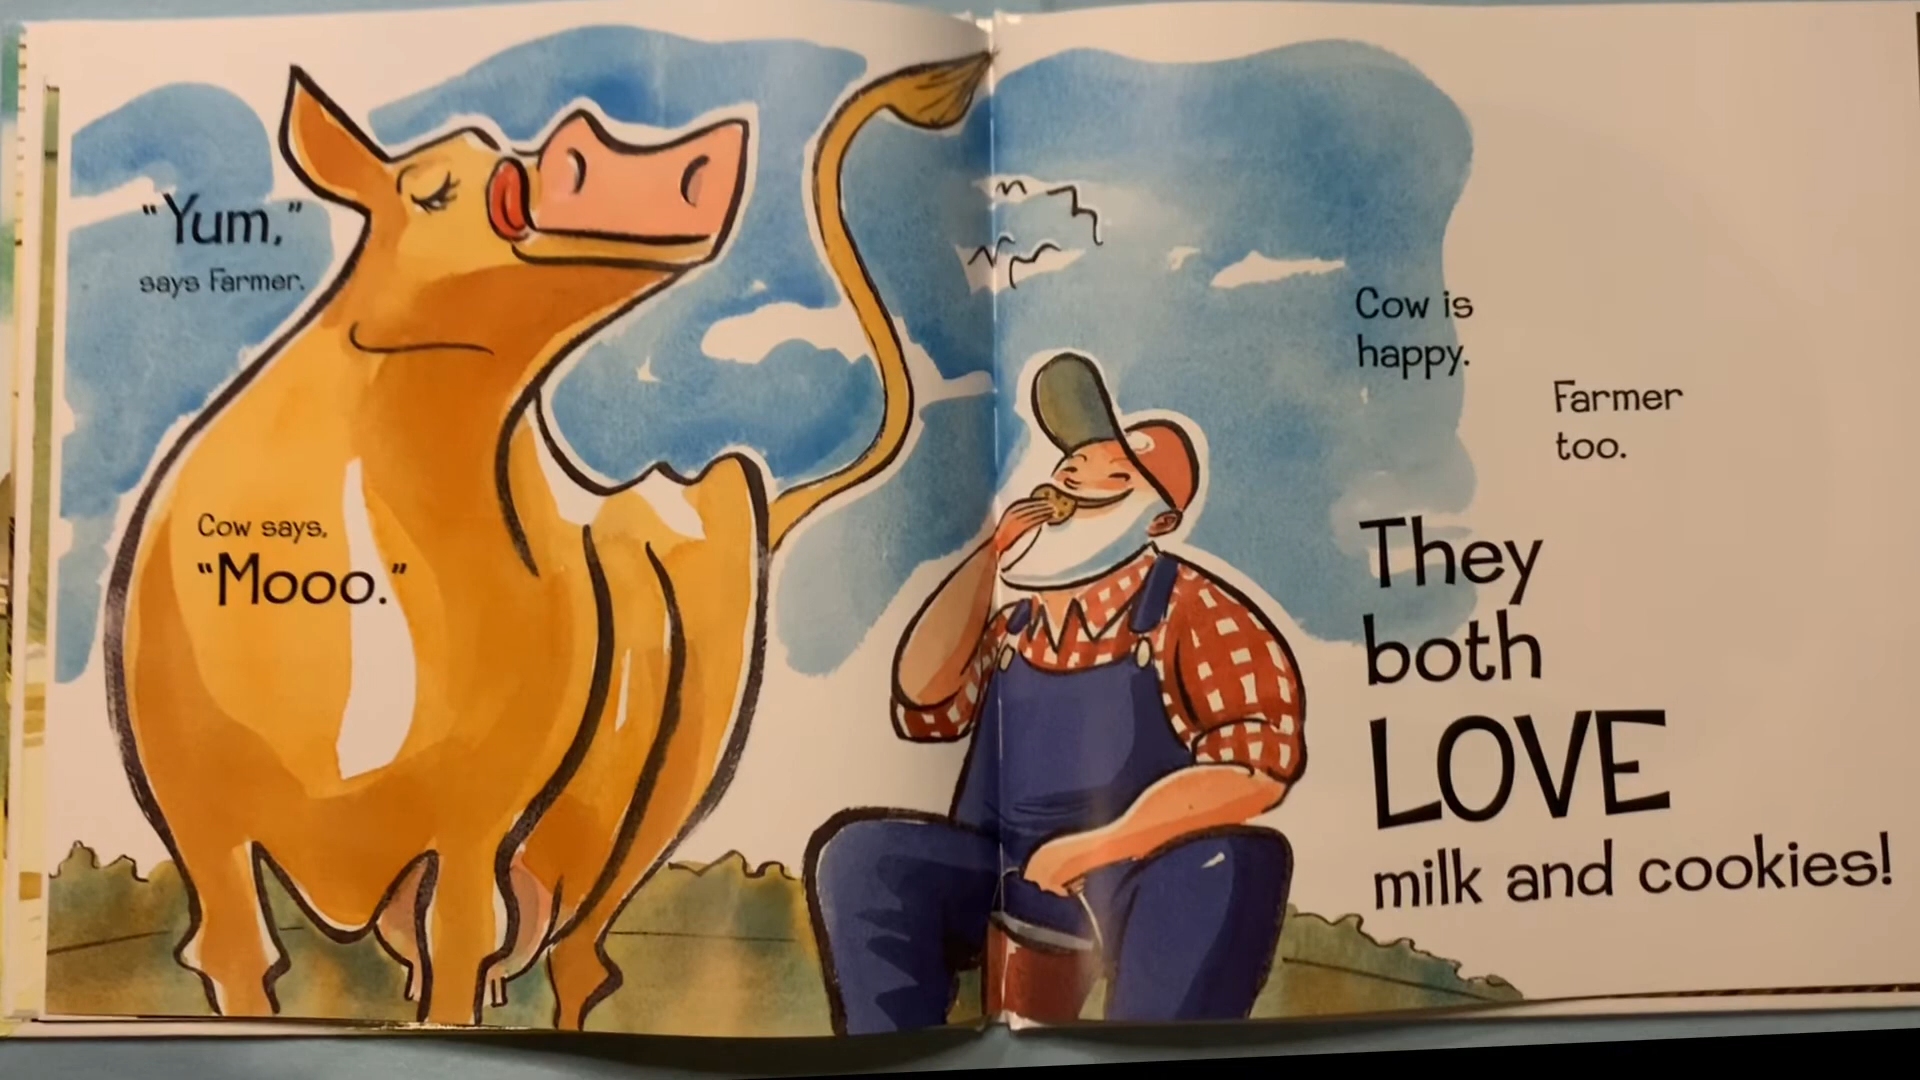 “Yum,”
says Farmer.
Cow says,
“Mooo.”
Cow is
happy.
Farmer
too.
They
both
LOVE
milk and cookies!